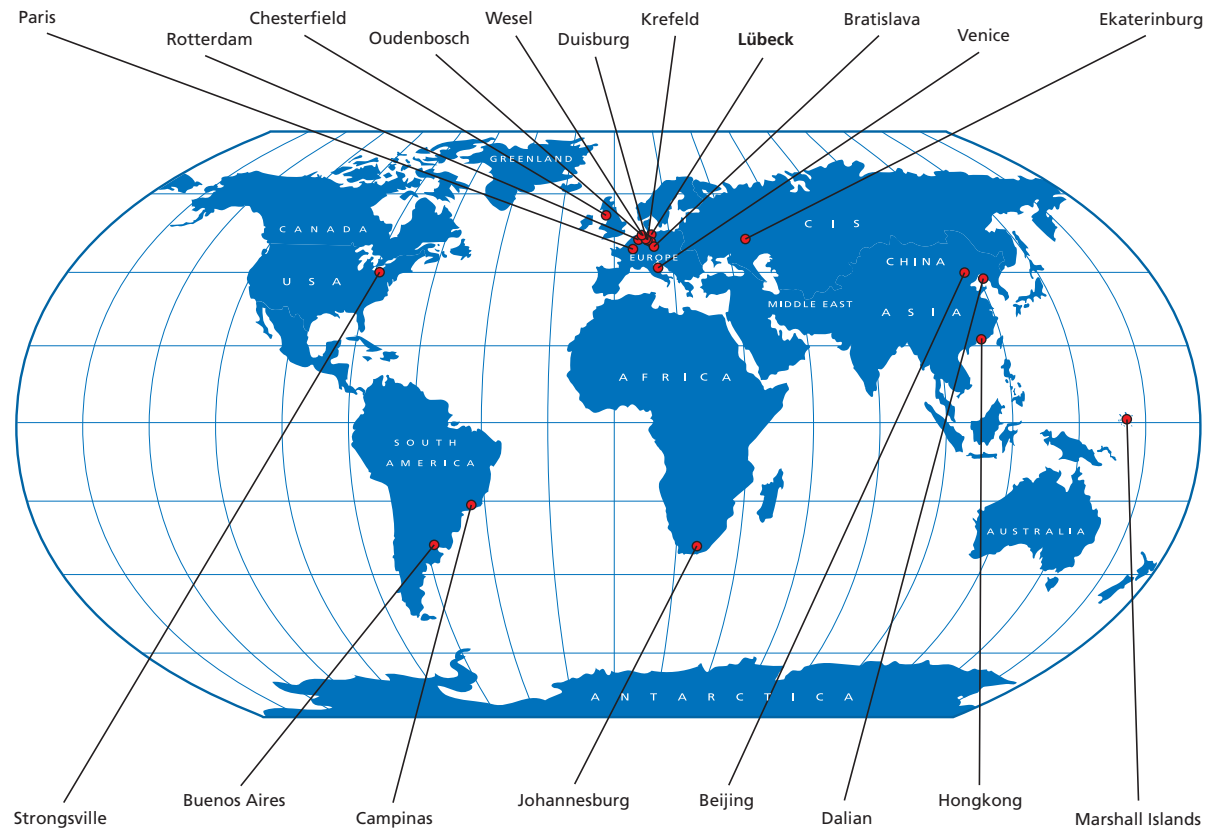 Paris
Chesterfield
Wesel
Krefeld
Bratislava
Ekaterinburg
Rotterdam
Oudenbosch
Duisburg
Lübeck
Venice
GREENLAND
CANADA
CIS
EUROPE
CHINA
USA
MIDDLE EAST
ASIA
AFRICA
SOUTH
AMERICA
AUSTRALIA
ANTARCTICA
Buenos Aires
Johannesburg
Beijing
Hongkong
Strongsville
Campinas
Dalian
Marshall Islands